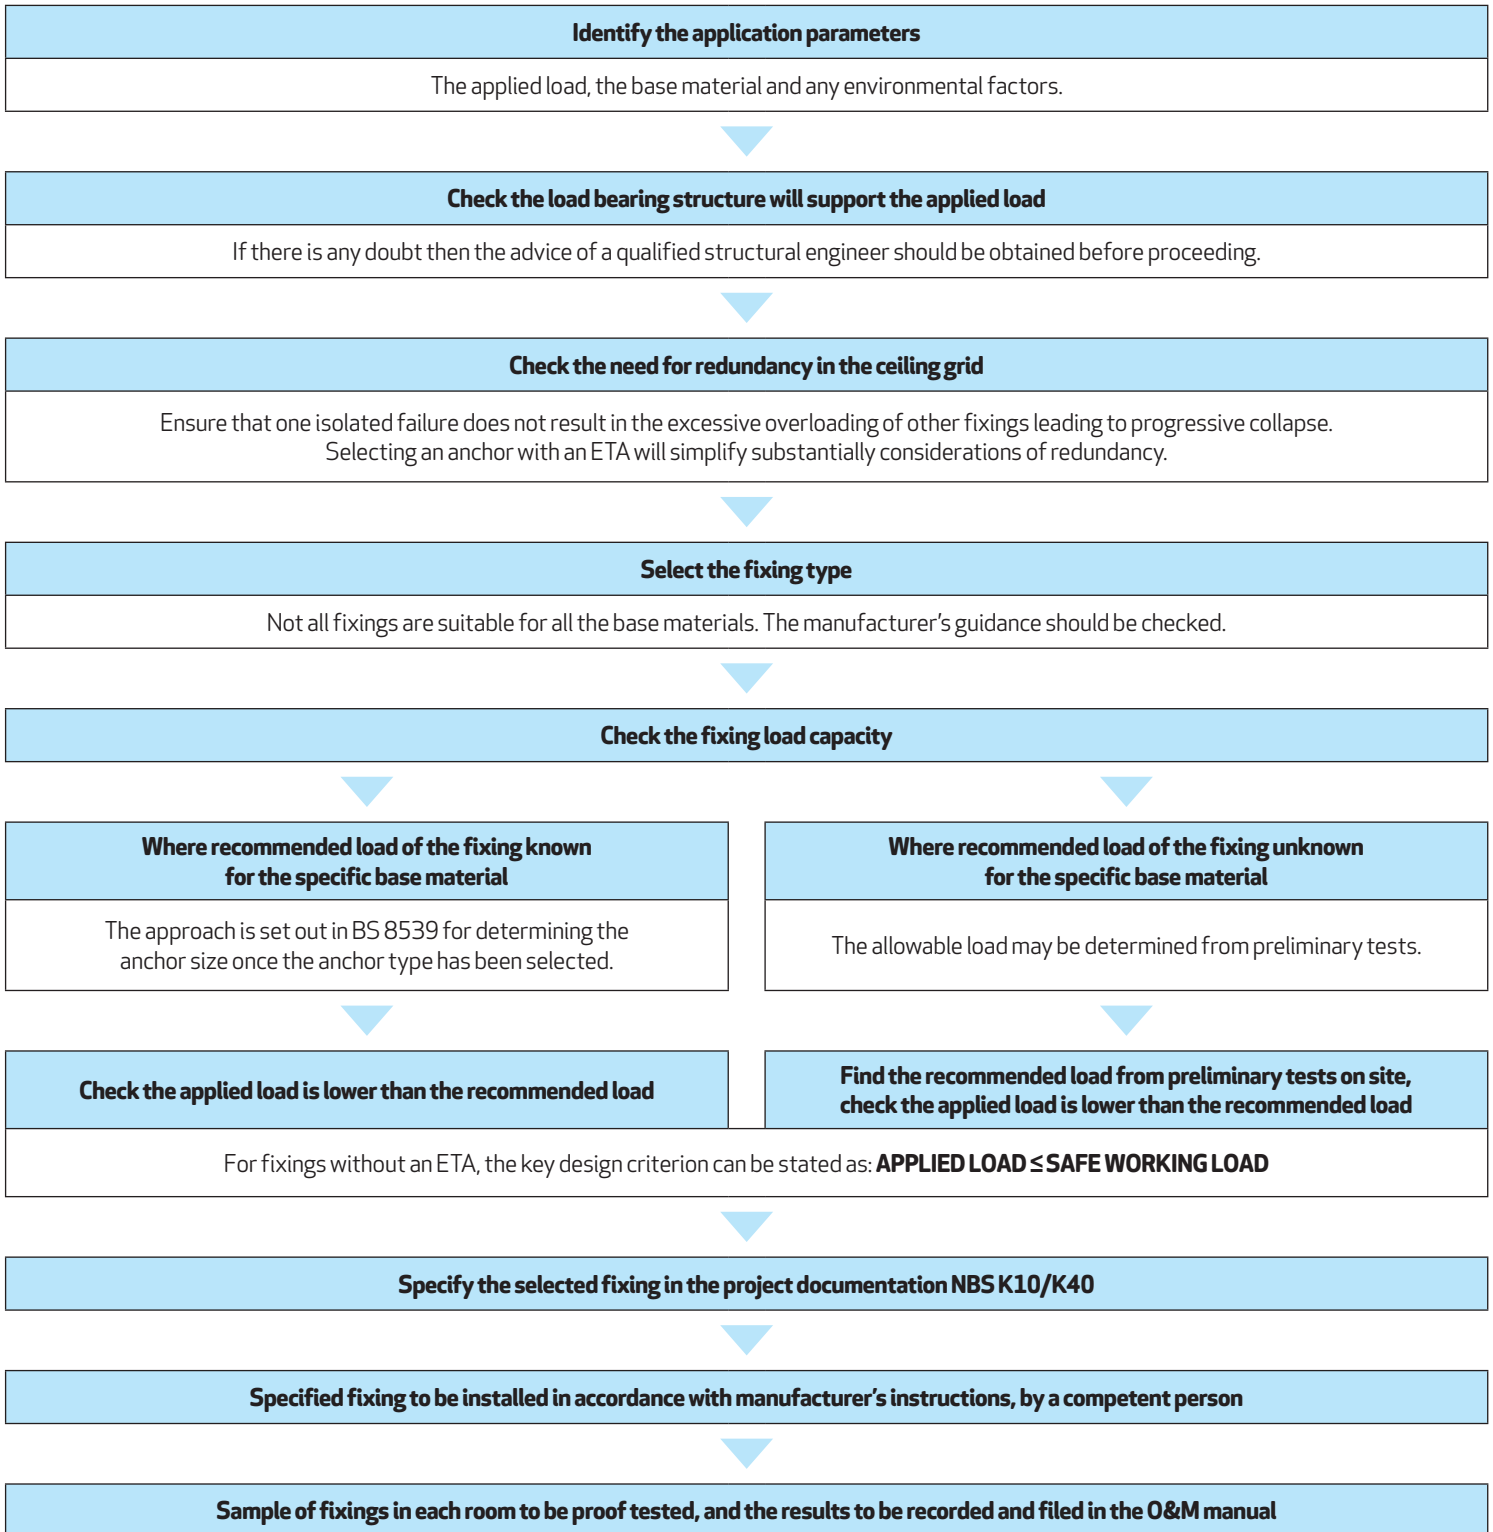 Identify the application parameters
The applied load, the base material and any environmental factors.
Check the load bearing structure will support the applied load
If there is any doubt then the advice of a qualified structural engineer should be obtained before proceeding.
Check the need for redundancy in the ceiling grid
Ensure that one isolated failure does not result in the excessive overloading of other fixings leading to progressive collapse.
Selecting an anchor with an ETA will simplify substantially considerations of redundancy.
Select the fixing type
Not all fixings are suitable for all the base materials. The manufacturer's guidance should be checked.
Check the fixing load capacity
Where recommended load of the fixing known
for the specific base material
The approach is set out in BS 8539 for determining the
anchor size once the anchor type has been selected.
Where recommended load of the fixing unknown
for the specific base material
The allowable load may be determined from preliminary tests.
Check the applied load is lower than the recommended load
Find the recommended load from preliminary tests on site,
check the applied load is lower than the recommended load
For fixings without an ETA, the key design criterion can be stated as: APPLIED LOAD ≤ SAFE WORKING LOAD
Specify the selected fixing in the project documentation NBS K10/K40
Specified fixing to be installed in accordance with manufacturer's instructions, by a competent person
Sample of fixings in each room to be proof tested, and the results to be recorded and filed in the O&M manual